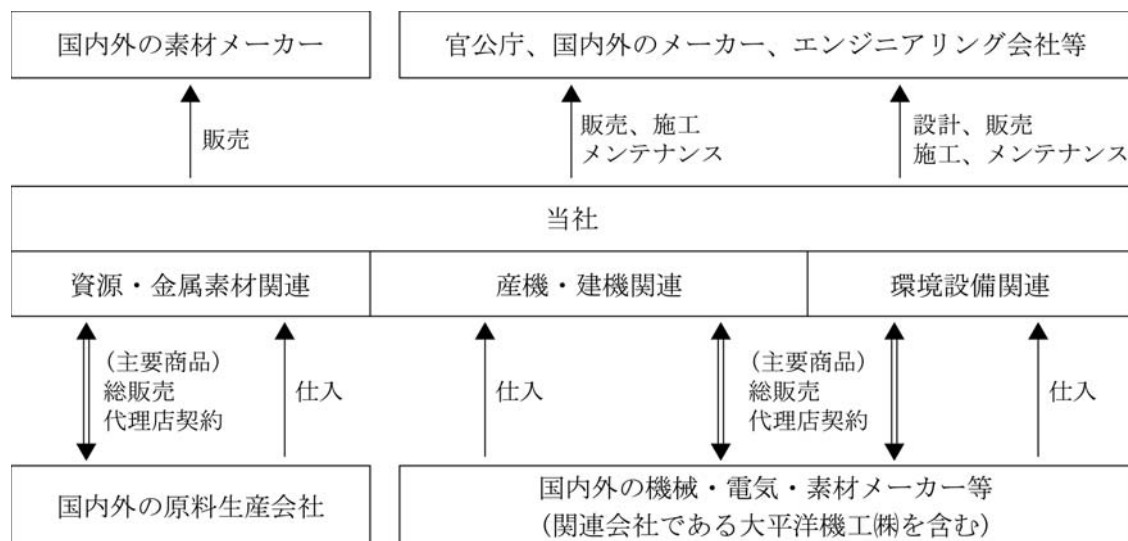 国内外の素材メーカー
官公庁、国内外のメーカー、エンジニアリング会社等
販売
販売、施工
メンテナンス
設計、販売
施工、メンテナンス
当社
資源・金属素材関連
産機・建機関連
環境設備関連
(主要商品)
総販売
代理店契約
仕入
仕入
(主要商品)
総販売
代理店契約
仕入
国内外の原料生産会社
国内外の機械・電気・素材メーカー等
(関連会社である大平洋機工㈱を含む)